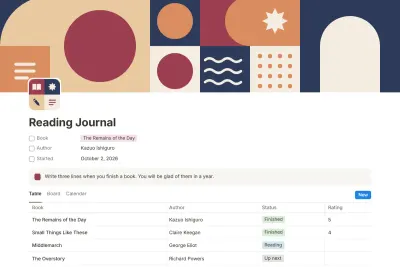 Reading Journal
Book The Remains of the Day
Author Kazuo Ishiguro
Started October 2, 2026
Write three lines when you finish a book. You will be glad of them in a year.
Table Board Calendar New
Book Author Status Rating
The Remains of the Day Kazuo Ishiguro Finished 5
Small Things Like These Claire Keegan Finished 4
Middlemarch George Eliot Reading
The Overstory Richard Powers Up next